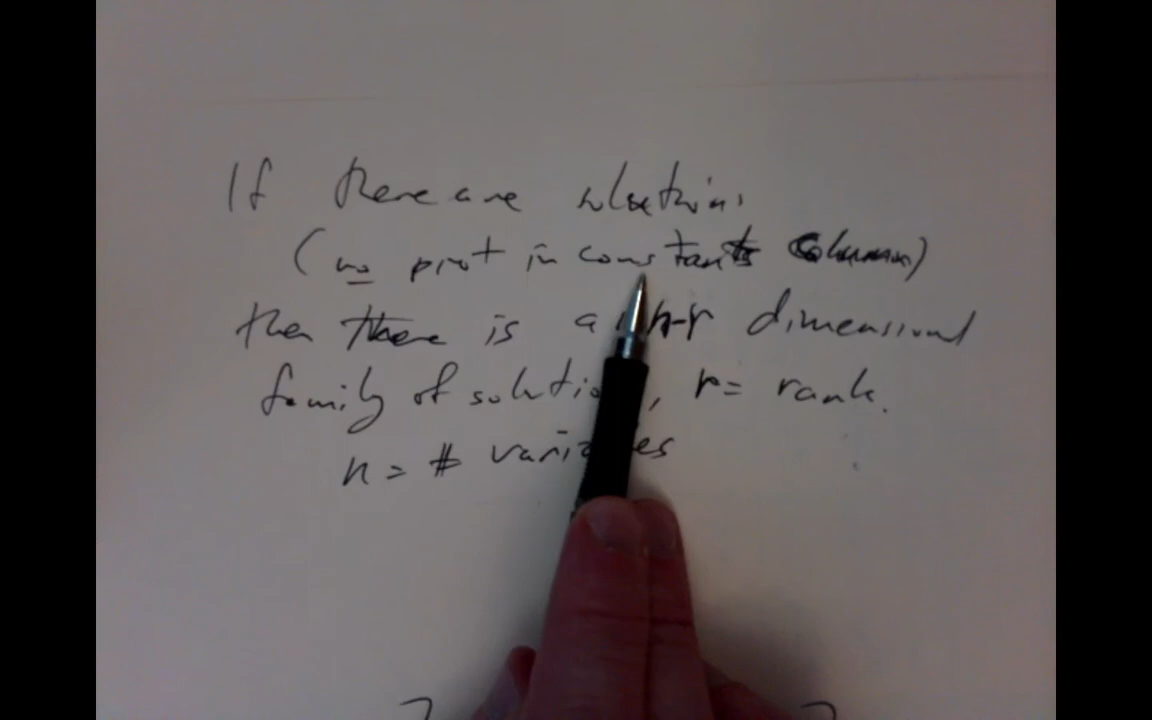 If there are solutions
(no pivot in constants column)
then there is a n-r dimensional
family of solutions, r = rank.
n = # variables